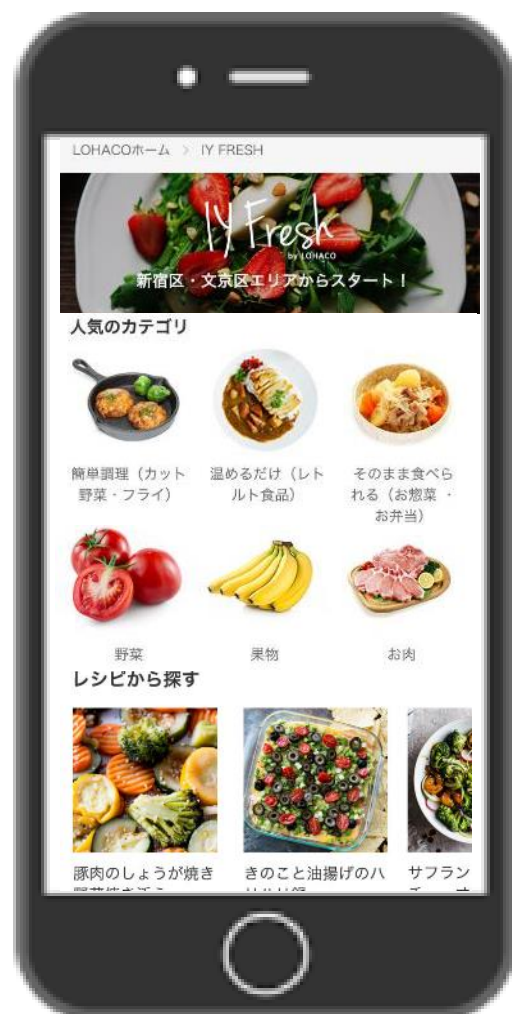 LOHACOホーム > IY FRESH
IY Fresh
by LOHACO
新宿区・文京区エリアからスタート！
人気のカテゴリ
簡単調理（カット
野菜・フライ）
温めるだけ（レト
ルト食品）
そのまま食べら
れる（お惣菜・
お弁当）
野菜
果物
お肉
レシピから探す
豚肉のしょうが焼き
きのこと油揚げのハ
サフラン